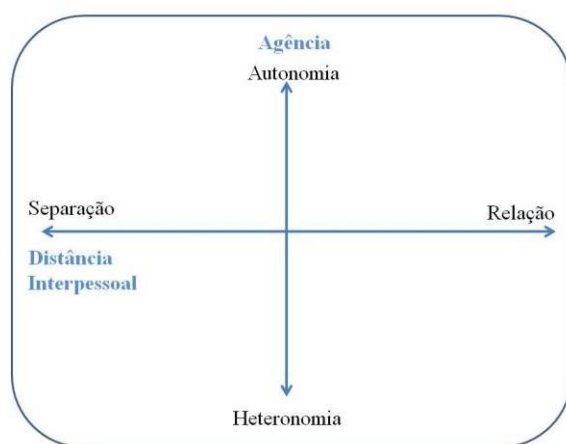 Agência
Autonomia
Separação
Relação
Distância
Interpessoal
Heteronomia